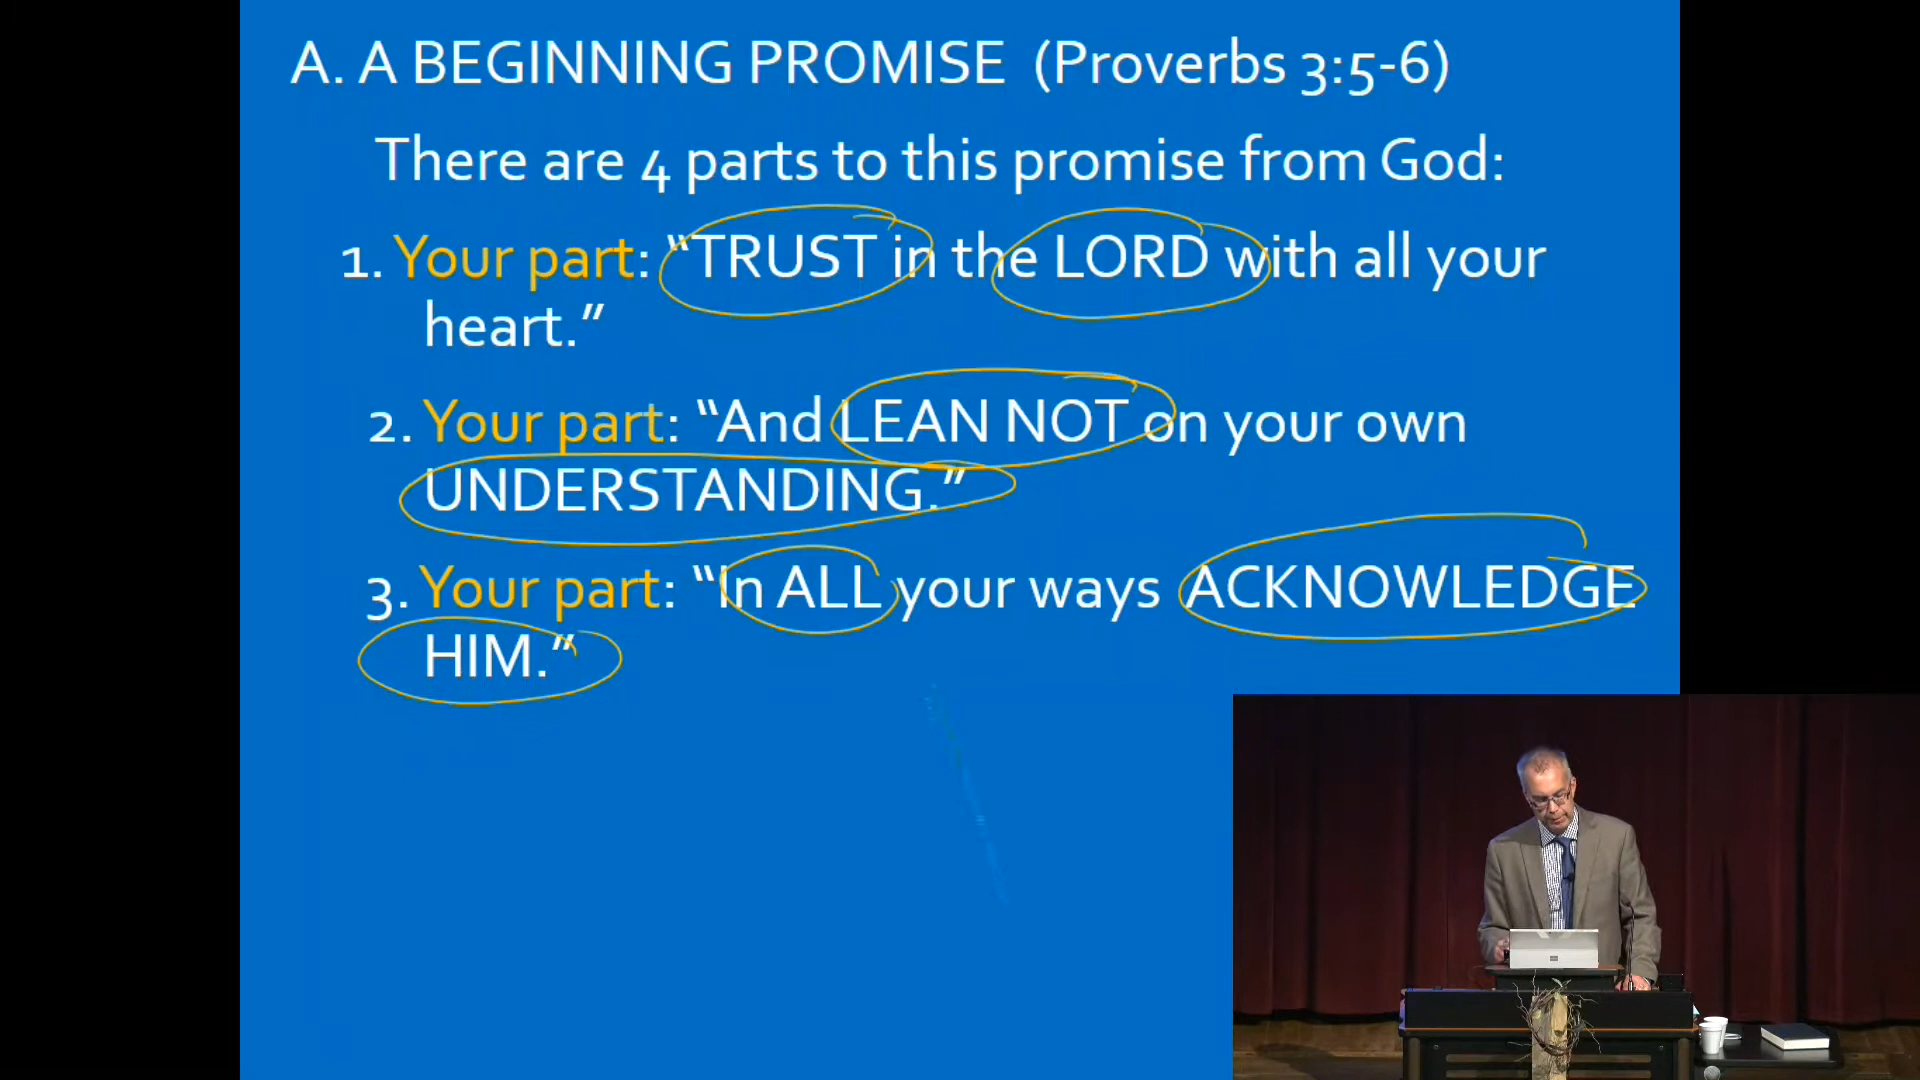 A. A BEGINNING PROMISE (Proverbs 3:5-6)
There are 4 parts to this promise from God:
1. Your part: “TRUST in the LORD with all your
heart.”
2. Your part: “And LEAN NOT on your own
UNDERSTANDING.”
3. Your part: “In ALL your ways ACKNOWLEDGE
HIM.”